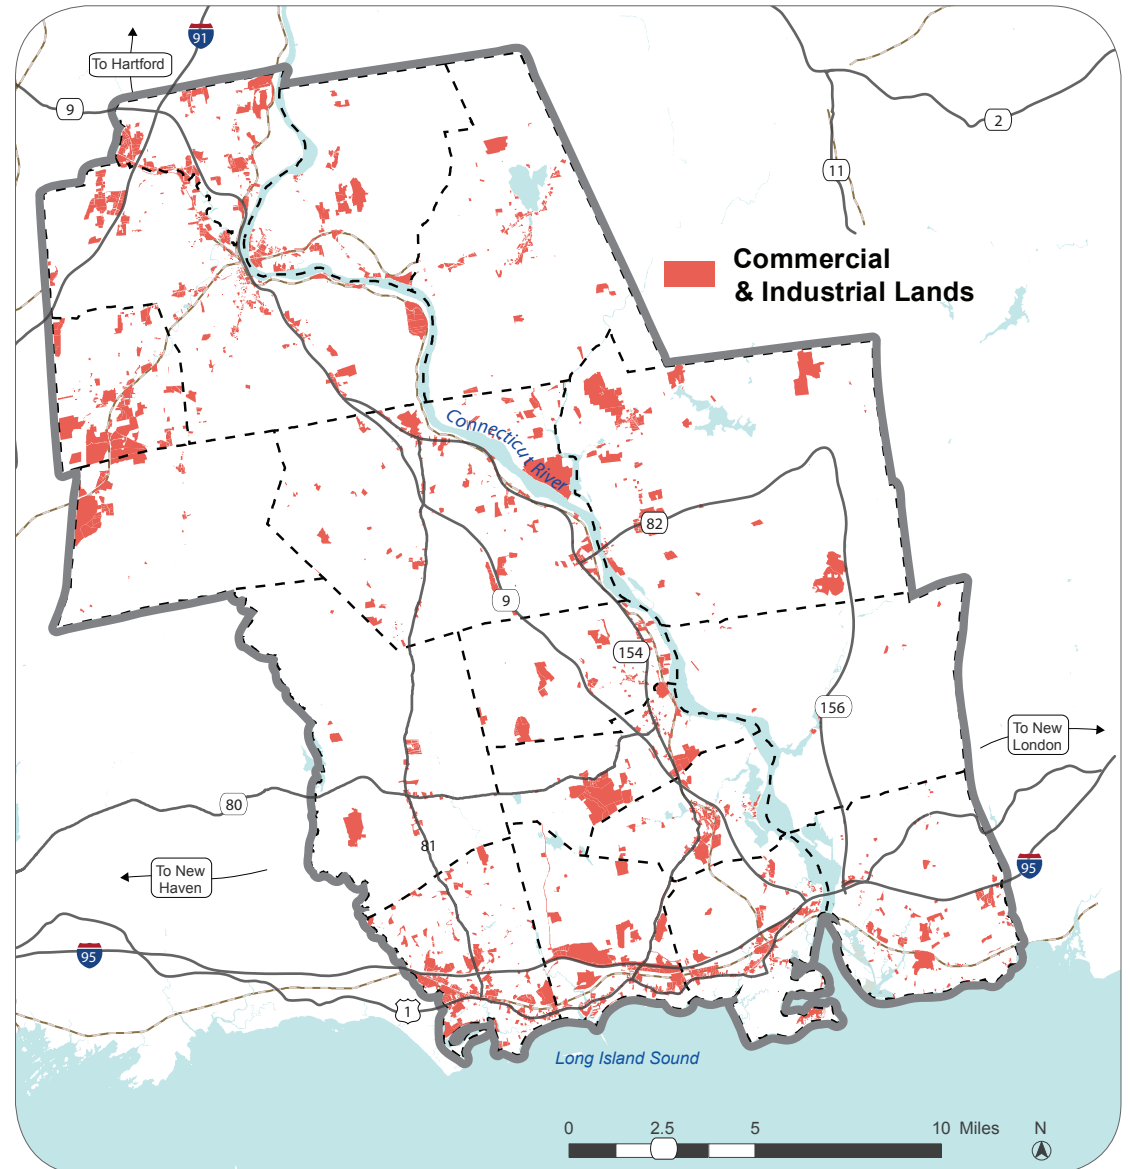 91
To Hartford
9
2
11
Commercial
& Industrial Lands
Connecticut River
82
9
154
156
To New
London
80
81
To New
Haven
95
95
1
Long Island Sound
0 2.5 5 10 Miles N